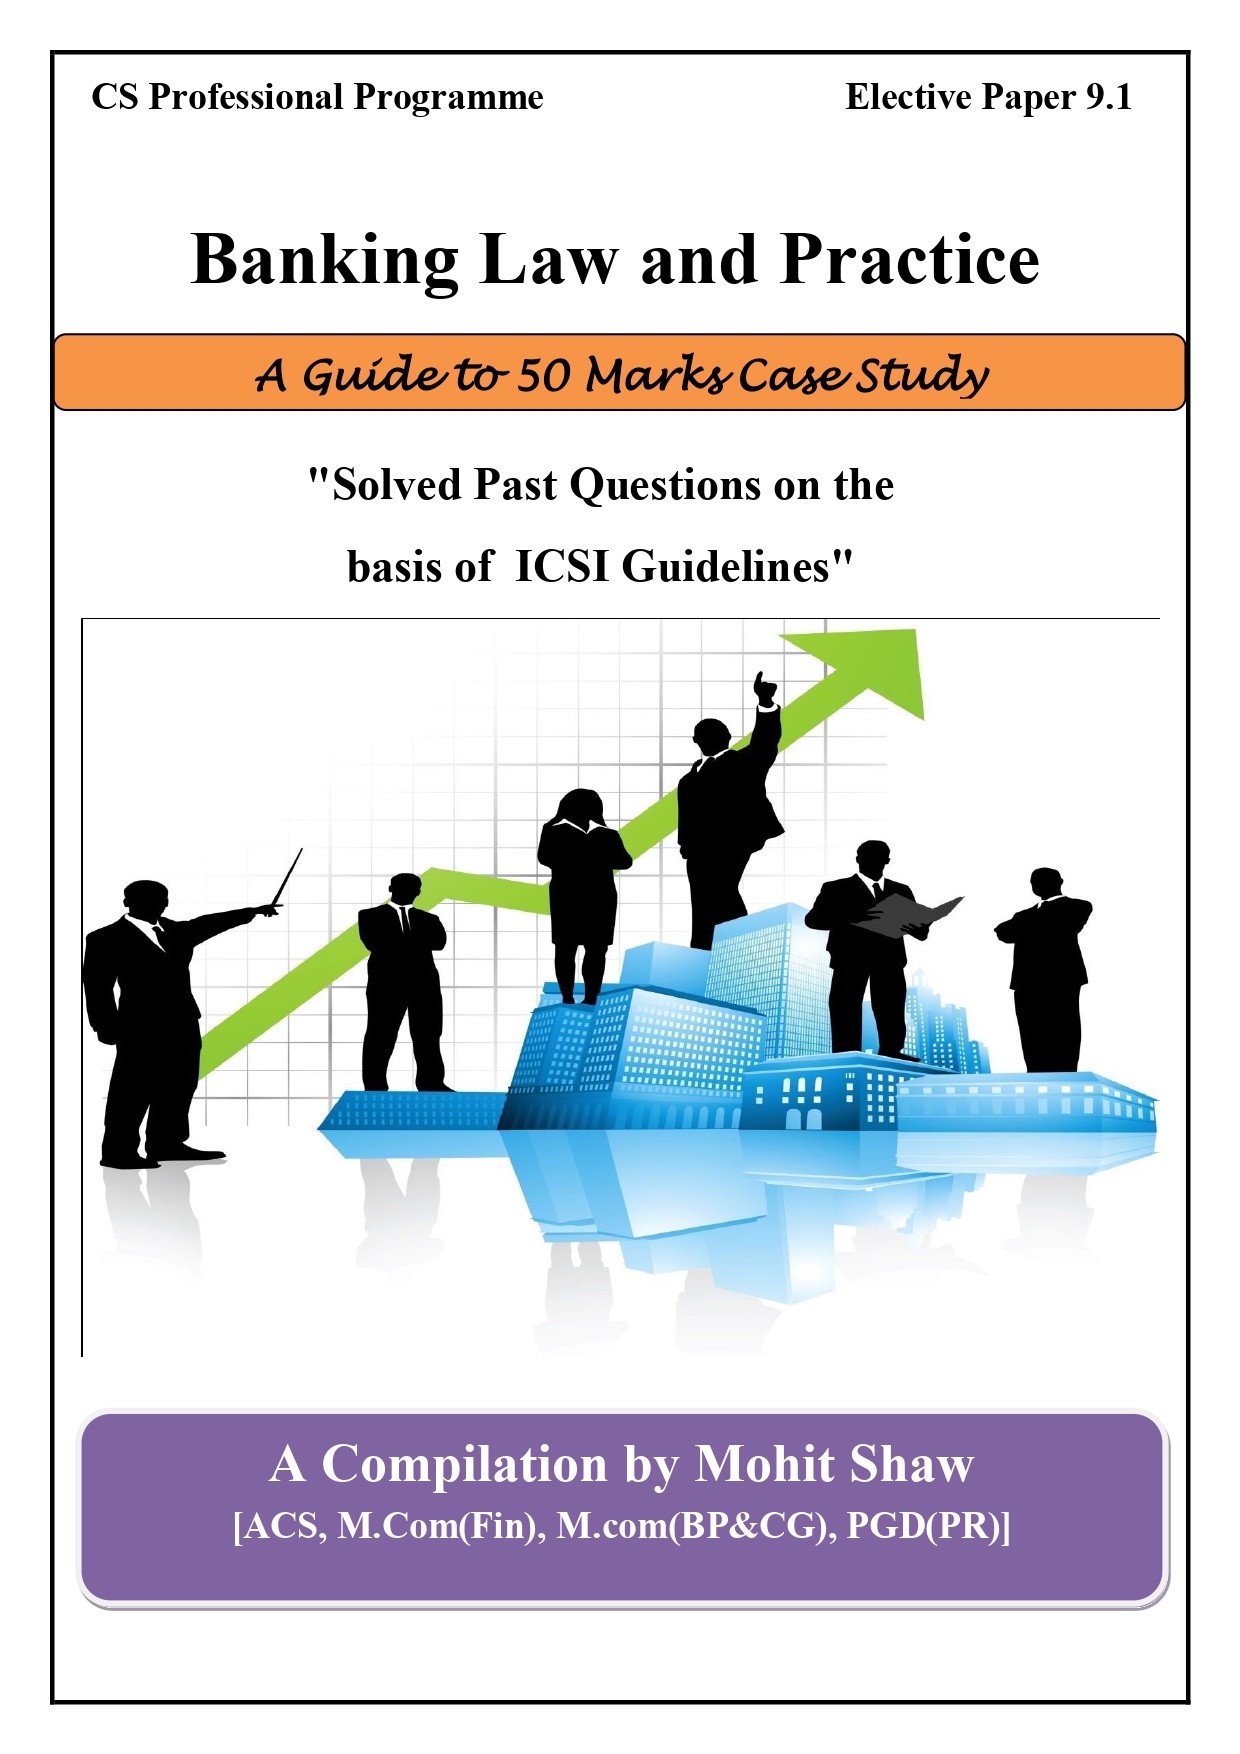 CS Professional Programme Elective Paper 9.1
Banking Law and Practice
A Guide to 50 Marks Case Study
"Solved Past Questions on the
basis of ICSI Guidelines"
A Compilation by Mohit Shaw
[ACS, M.Com(Fin), M.com(BP&CG), PGD(PR)]